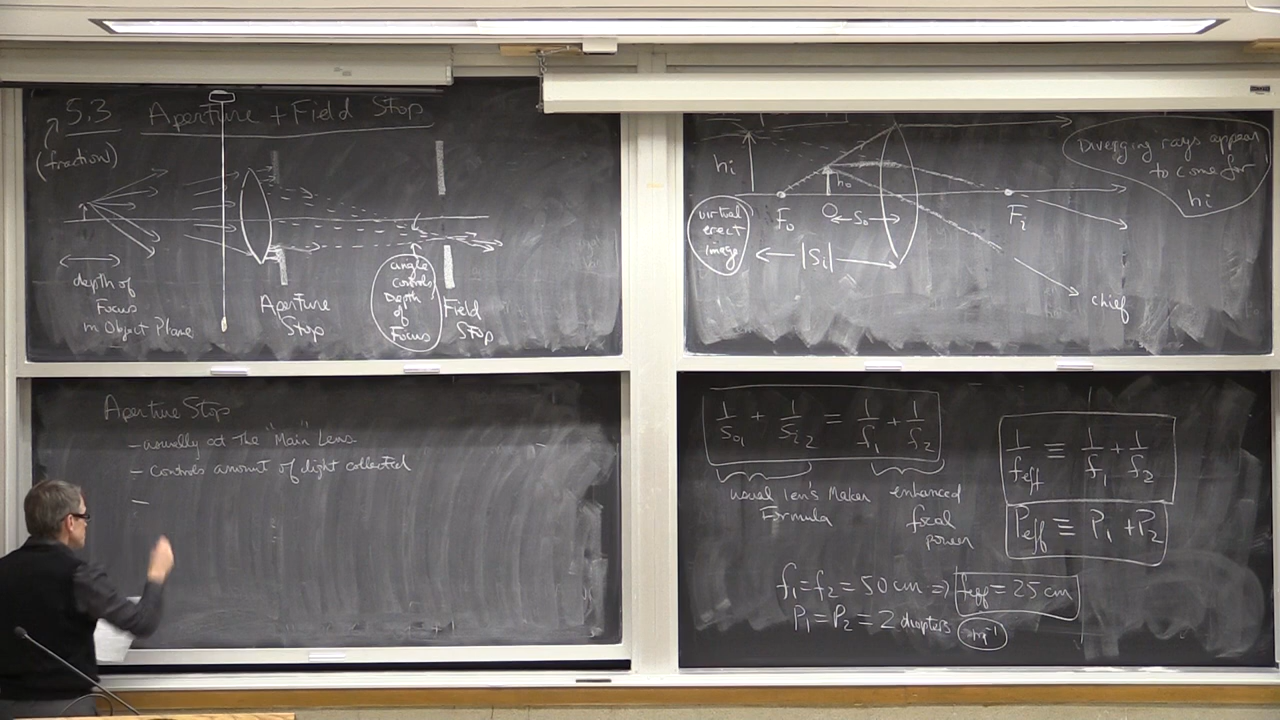 5.3 Aperture + Field Stop
(fraction)
depth of
Focus
in Object Plane
Aperture
Stop
angle
controls
Depth
of
Focus
Field
Stop
hi
virtual
erect
image
Fo
O
So
ho
|Si|
Fi
chief
Diverging rays appear
to come for
hi
Aperture Stop
- usually at The "Main" Lens
- Controls amount of light collected
-
1/So1 + 1/Si2 = 1/f1 + 1/f2
usual len's Maker
Formula
enhanced
focal
power
1/feff ≡ 1/f1 + 1/f2
Peff ≡ P1 + P2
f1 = f2 = 50 cm ⇒ feff = 25 cm
P1 = P2 = 2 diopters